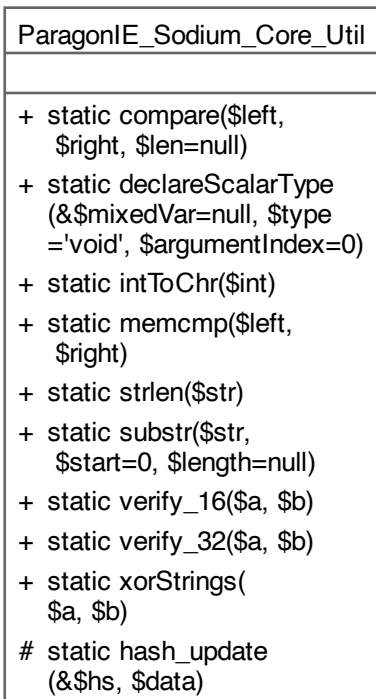 ParagonIE_Sodium_Core_Util
+ static compare($left,
$right, $len=null)
+ static declareScalarType
(&$mixedVar=null, $type
='void', $argumentIndex=0)
+ static intToChr($int)
+ static memcmp($left,
$right)
+ static strlen($str)
+ static substr($str,
$start=0, $length=null)
+ static verify_16($a, $b)
+ static verify_32($a, $b)
+ static xorStrings(
$a, $b)
# static hash_update
(&$hs, $data)